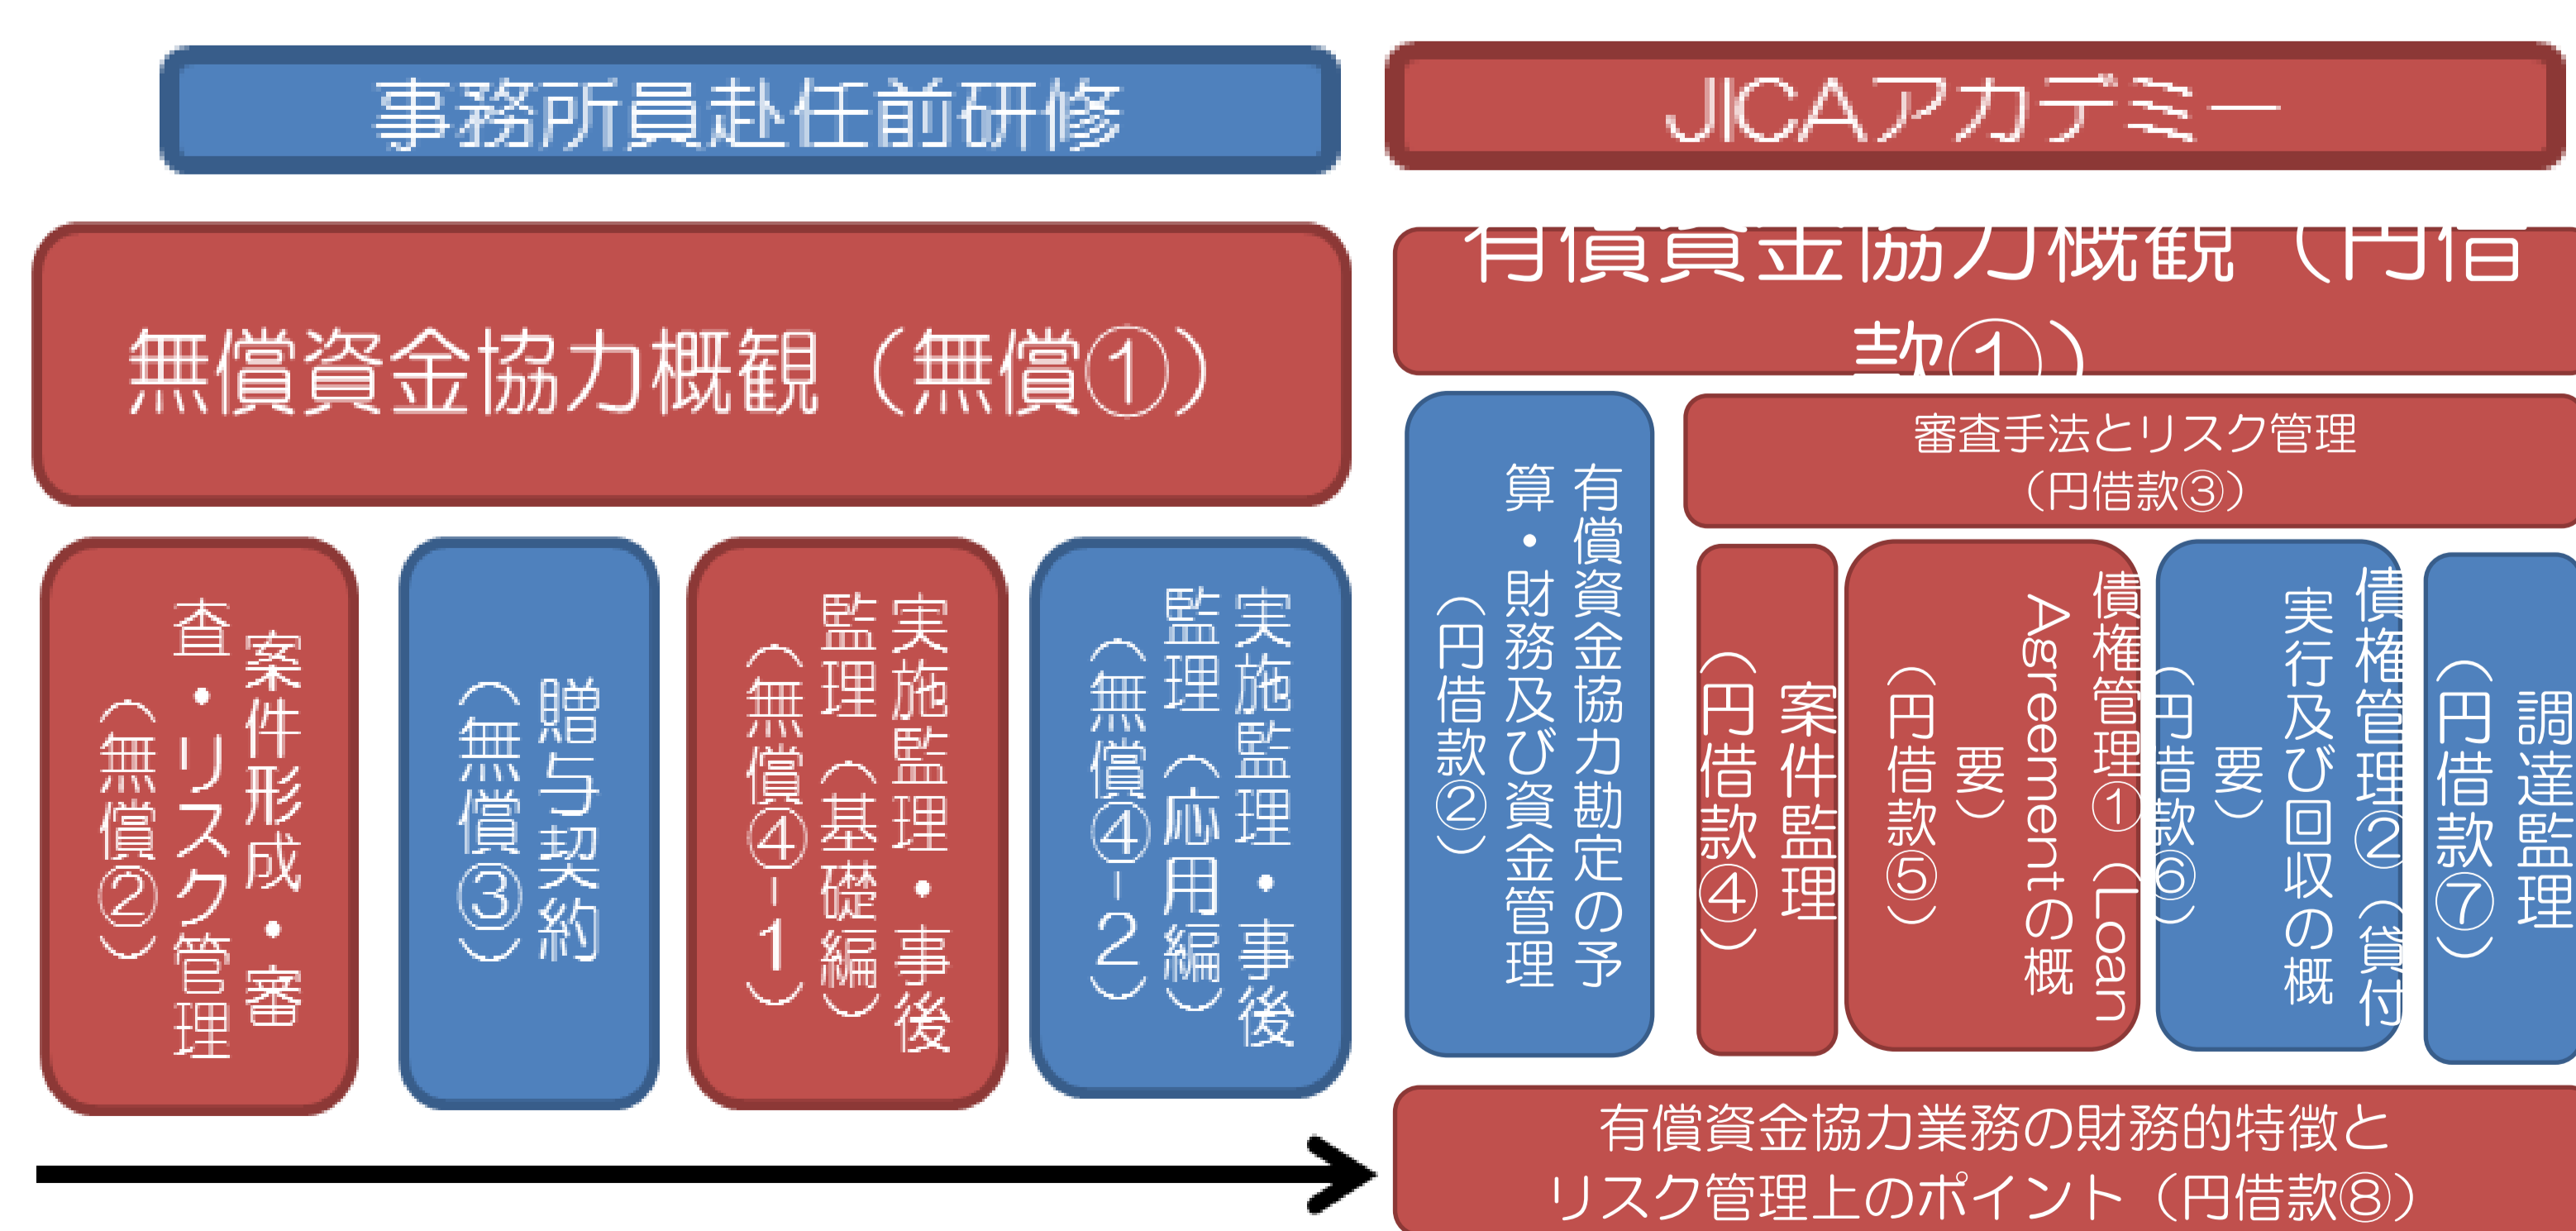 事務所員赴任前研修
JICAアカデミー
無償資金協力概観（無償①）
有償資金協力概観（円借
款①）
案件形成・審
査・リスク管理
（無償②）
贈与契約
（無償③）
実施監理・事後
監理（基礎編）
（無償④－１）
実施監理・事後
監理（応用編）
（無償④－２）
有償資金協力勘定の予
算・財務及び資金管理
（円借款②）
審査手法とリスク管理
（円借款③）
案件監理
（円借款④）
債権管理①（Loan
Agreementの概
要）
（円借款⑤）
債権管理②（貸付
実行及び回収の概
要）
（円借款⑥）
調達監理
（円借款⑦）
有償資金協力業務の財務的特徴と
リスク管理上のポイント（円借款⑧）